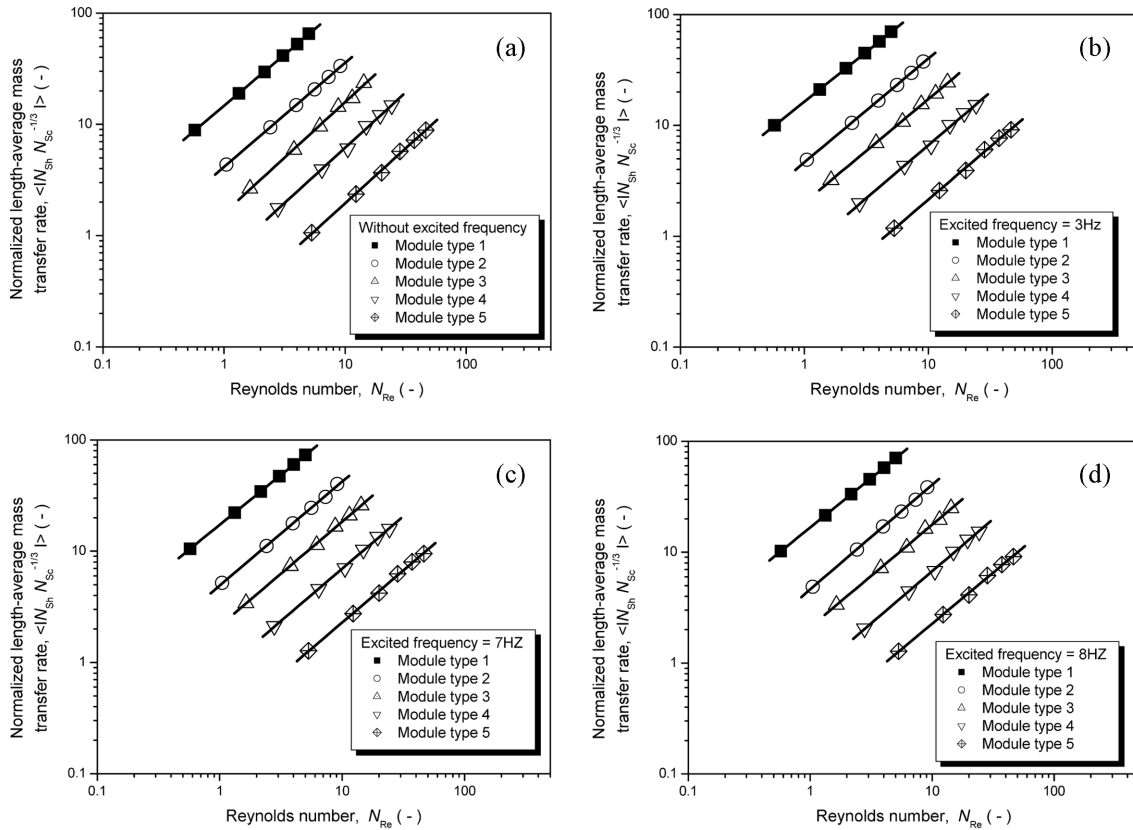 Normalized length-average mass
transfer rate, <|N_Sh N_Sc^-1/3 |> ( - )
100
10
1
0.1
(a)
Without excited frequency
Module type 1
Module type 2
Module type 3
Module type 4
Module type 5
0.1 1 10 100
Reynolds number, N_Re ( - )
Normalized length-average mass
transfer rate, <|N_Sh N_Sc^-1/3 |> ( - )
100
10
1
0.1
(b)
Excited frequency = 3Hz
Module type 1
Module type 2
Module type 3
Module type 4
Module type 5
0.1 1 10 100
Reynolds number, N_Re ( - )
Normalized length-average mass
transfer rate, <|N_Sh N_Sc^-1/3 |> ( - )
100
10
1
0.1
(c)
Excited frequency = 7HZ
Module type 1
Module type 2
Module type 3
Module type 4
Module type 5
0.1 1 10 100
Reynolds number, N_Re ( - )
Normalized length-average mass
transfer rate, <|N_Sh N_Sc^-1/3 |> ( - )
100
10
1
0.1
(d)
Excited frequency = 8HZ
Module type 1
Module type 2
Module type 3
Module type 4
Module type 5
0.1 1 10 100
Reynolds number, N_Re ( - )